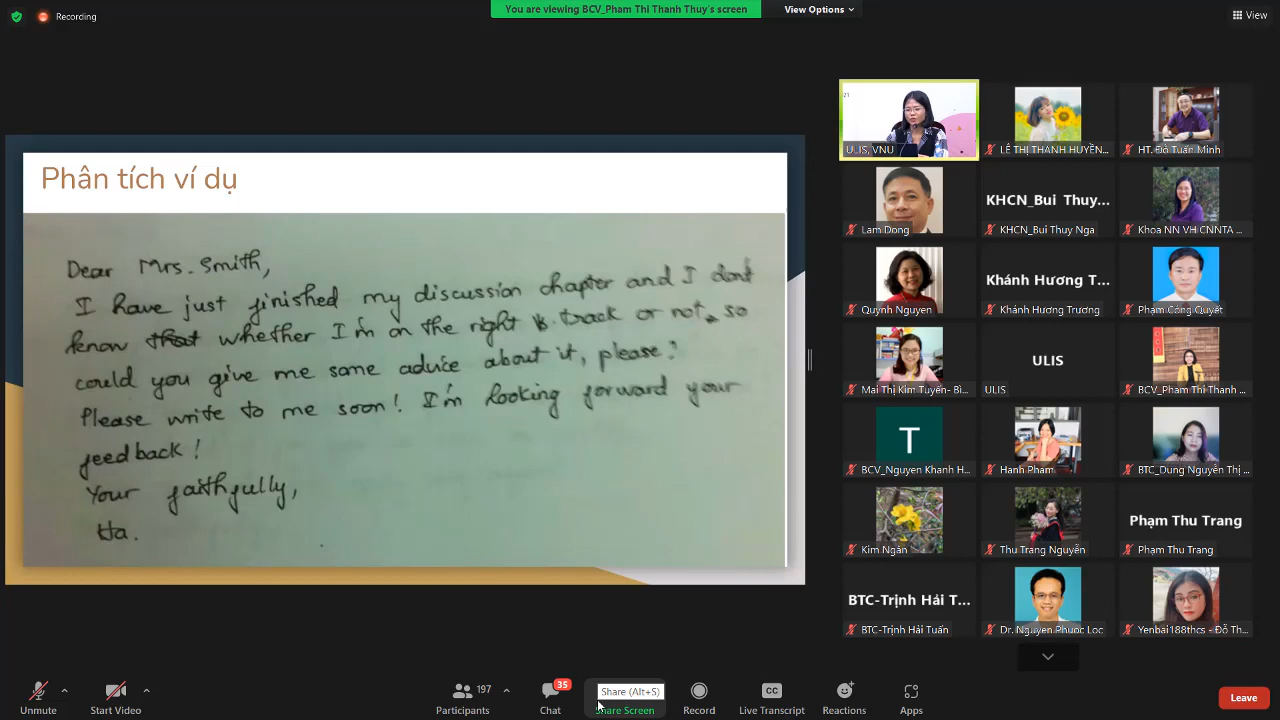 Recording
You are viewing BCV_Pham Thi Thanh Thuy's screen
View Options
View
Phân tích ví dụ
Dear Mrs. Smith,
I have just finished my discussion chapter and I dont
know that whether I'm on the right track or not, so
could you give me some advice about it, please?
Please write to me soon! I'm looking forward your
feedback!
Your faithfully,
Ha.
21
ULIS, VNU
LÊ THỊ THANH HUYỀN...
HT. Đỗ Tuấn Minh
Lam Dong
KHCN_Bui Thuy...
KHCN_Bui Thuy Nga
Khoa NN VH CNNTA ...
Quỳnh Nguyen
Khánh Hương T...
Khánh Hương Trương
Phạm Công Quyết
Mai Thị Kim Tuyến- Bì...
ULIS
ULIS
BCV_Pham Thi Thanh ...
T
BCV_Nguyen Khanh H...
Hanh Pham
BTC_Dung Nguyễn Thị ...
Kim Ngân
Thu Trang Nguyễn
Phạm Thu Trang
Phạm Thu Trang
BTC-Trịnh Hải T...
BTC-Trịnh Hải Tuấn
Dr. Nguyen Phuoc Loc
Yenbái188thcs - Đỗ Th...
Unmute
Start Video
197
Participants
35
Chat
Share (Alt+S)
Share Screen
Record
CC
Live Transcript
Reactions
Apps
Leave